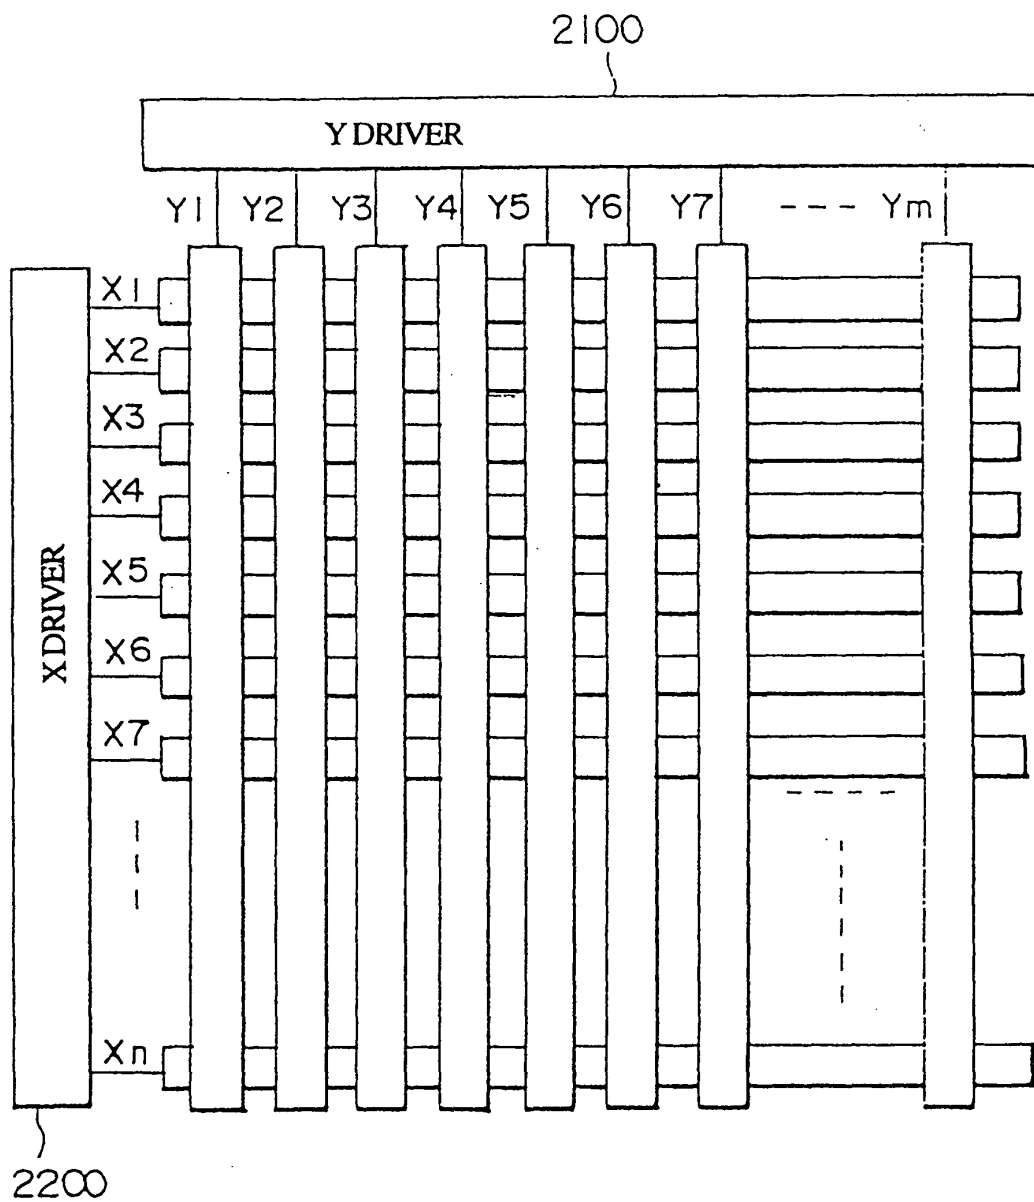 2100
Y DRIVER
Y1 Y2 Y3 Y4 Y5 Y6 Y7 --- Ym
X1
X2
X3
X4
X5
X6
X7
Xn
X DRIVER
2200